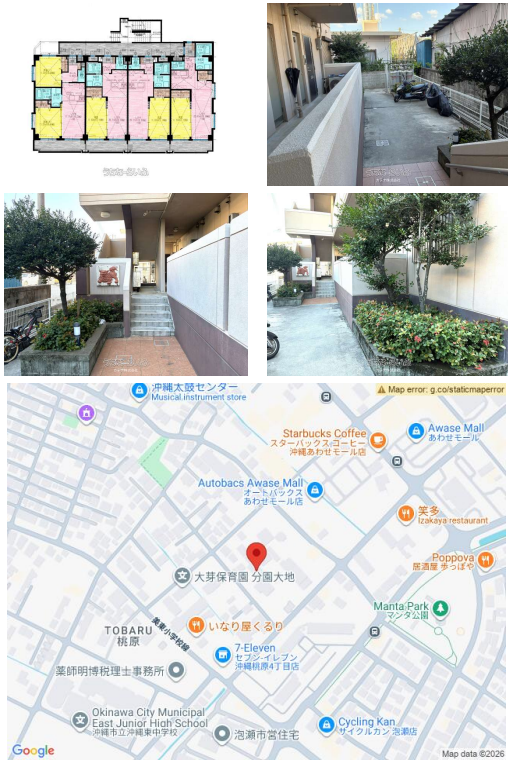 沖縄太鼓センター
Musical instrument store
Map error: g.co/staticmaperror
Starbucks Coffee
スターバックス コーヒー
沖縄あわせモール店
Awase Mall
あわせモール
Autobacs Awase Mall
オートバックス
あわせモール店
笑多
Izakaya restaurant
Poppova
居酒屋 歩っぽや
大芽保育園 分園大地
Manta Park
マンタ公園
いなり屋くるり
TOBARU
桃原
美東小学校線
7-Eleven
セブン-イレブン
沖縄桃原4丁目店
薬師明博税理士事務所
Okinawa City Municipal
East Junior High School
沖縄市立沖縄東中学校
泡瀬市営住宅
Cycling Kan
サイクルカン 泡瀬店
Google
Map data ©2026